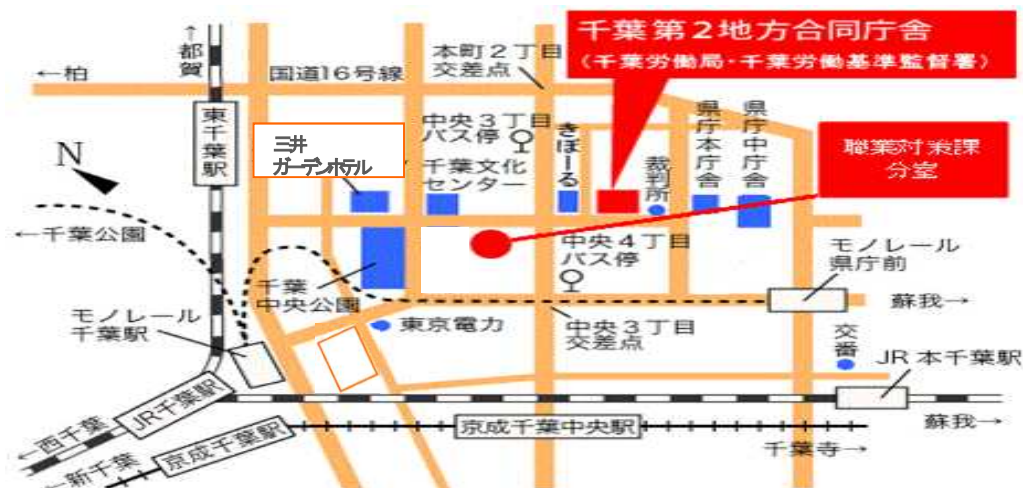 千葉第2地方合同庁舎
(千葉労働局・千葉労働基準監督署)
←都賀
本町2丁目
交差点
←柏
国道16号線
東千葉駅
中央3丁目
バス停
きぼーる
県庁本庁舎
県庁中庁舎
三井
ガーデンホテル
千葉文化
センター
裁判所
職業対策課
分室
N
←千葉公園
中央4丁目
バス停
モノレール
県庁前
千葉
中央公園
蘇我→
モノレール
千葉駅
東京電力
中央3丁目
交差点
交番
JR本千葉駅
JR千葉駅
←西千葉
京成千葉駅
京成千葉中央駅
蘇我→
千葉寺→
←新千葉